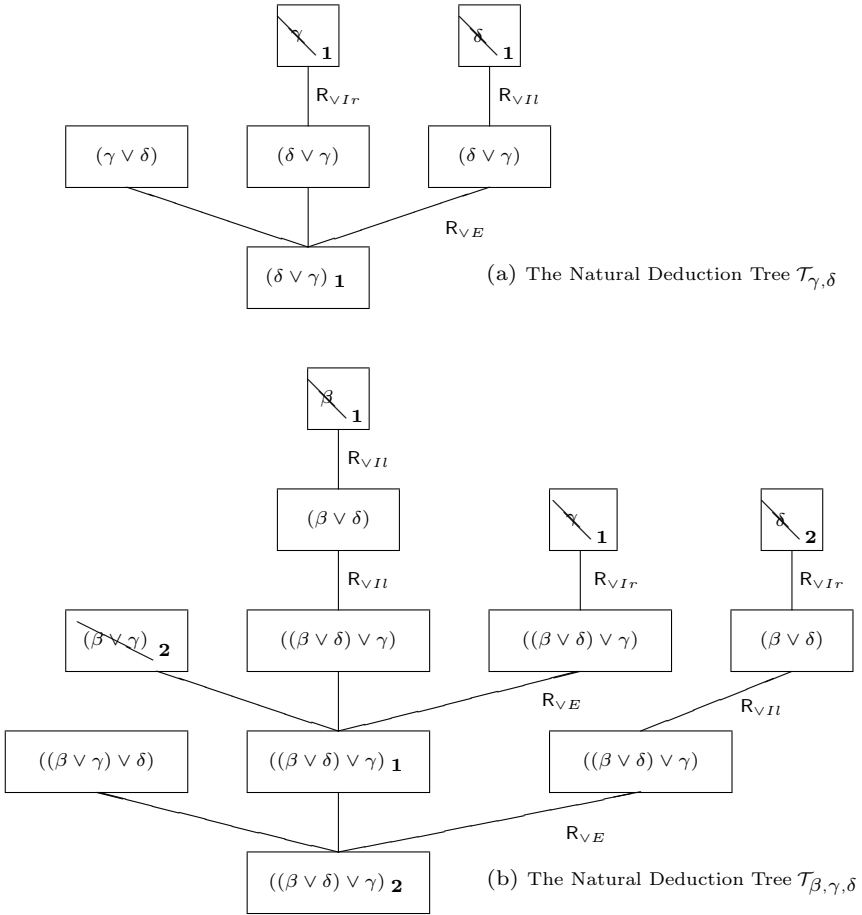 γ 1 δ 1
R∨Ir R∨Il
(γ ∨ δ) (δ ∨ γ) (δ ∨ γ)
R∨E
(δ ∨ γ) 1
(a) The Natural Deduction Tree 𝒯γ,δ
β 1
R∨Il
(β ∨ δ) γ 1 δ 2
R∨Il R∨Ir R∨Ir
(β ∨ γ) 2 ((β ∨ δ) ∨ γ) ((β ∨ δ) ∨ γ) (β ∨ δ)
R∨E R∨Il
((β ∨ γ) ∨ δ) ((β ∨ δ) ∨ γ) 1 ((β ∨ δ) ∨ γ)
R∨E
((β ∨ δ) ∨ γ) 2
(b) The Natural Deduction Tree 𝒯β,γ,δ